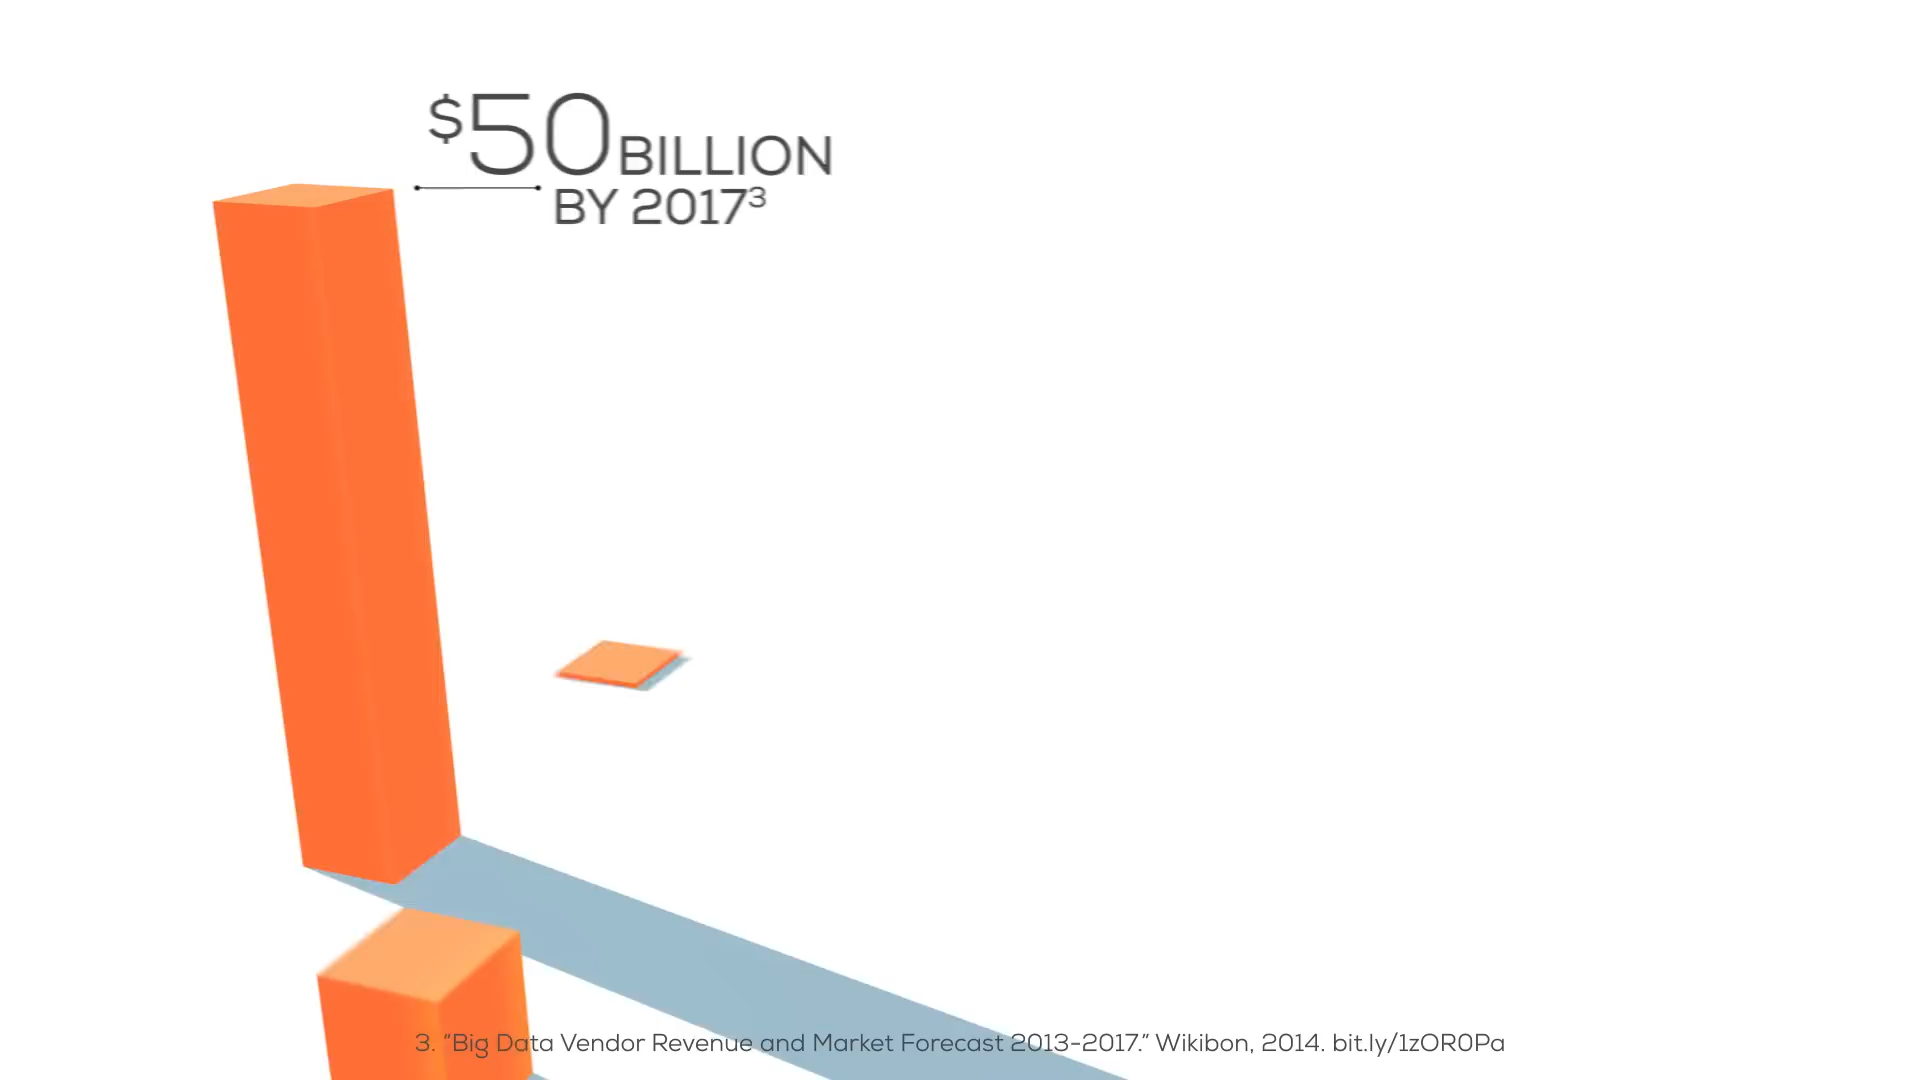 $50 BILLION
BY 2017³
3. “Big Data Vendor Revenue and Market Forecast 2013-2017.” Wikibon, 2014. bit.ly/1zOR0Pa